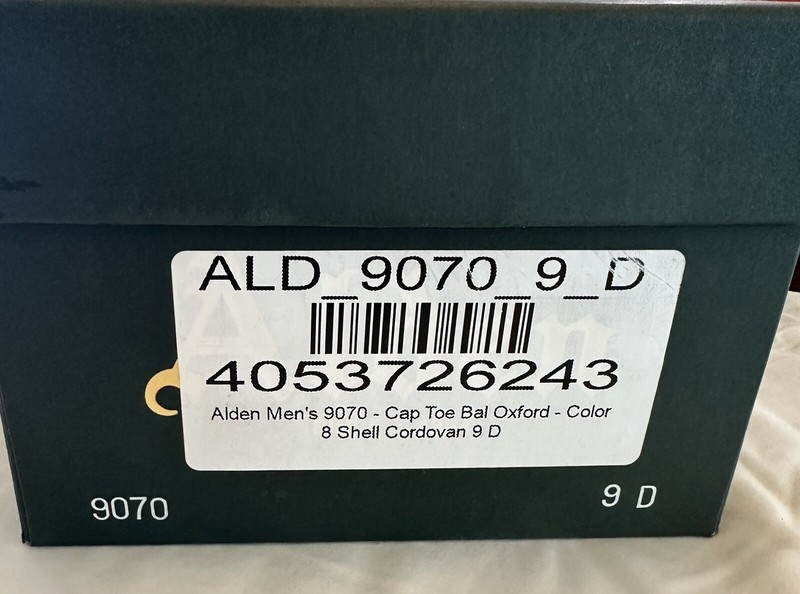 ALD_9070_9_D
4053726243
Alden Men's 9070 - Cap Toe Bal Oxford - Color
8 Shell Cordovan 9 D
9070
9 D